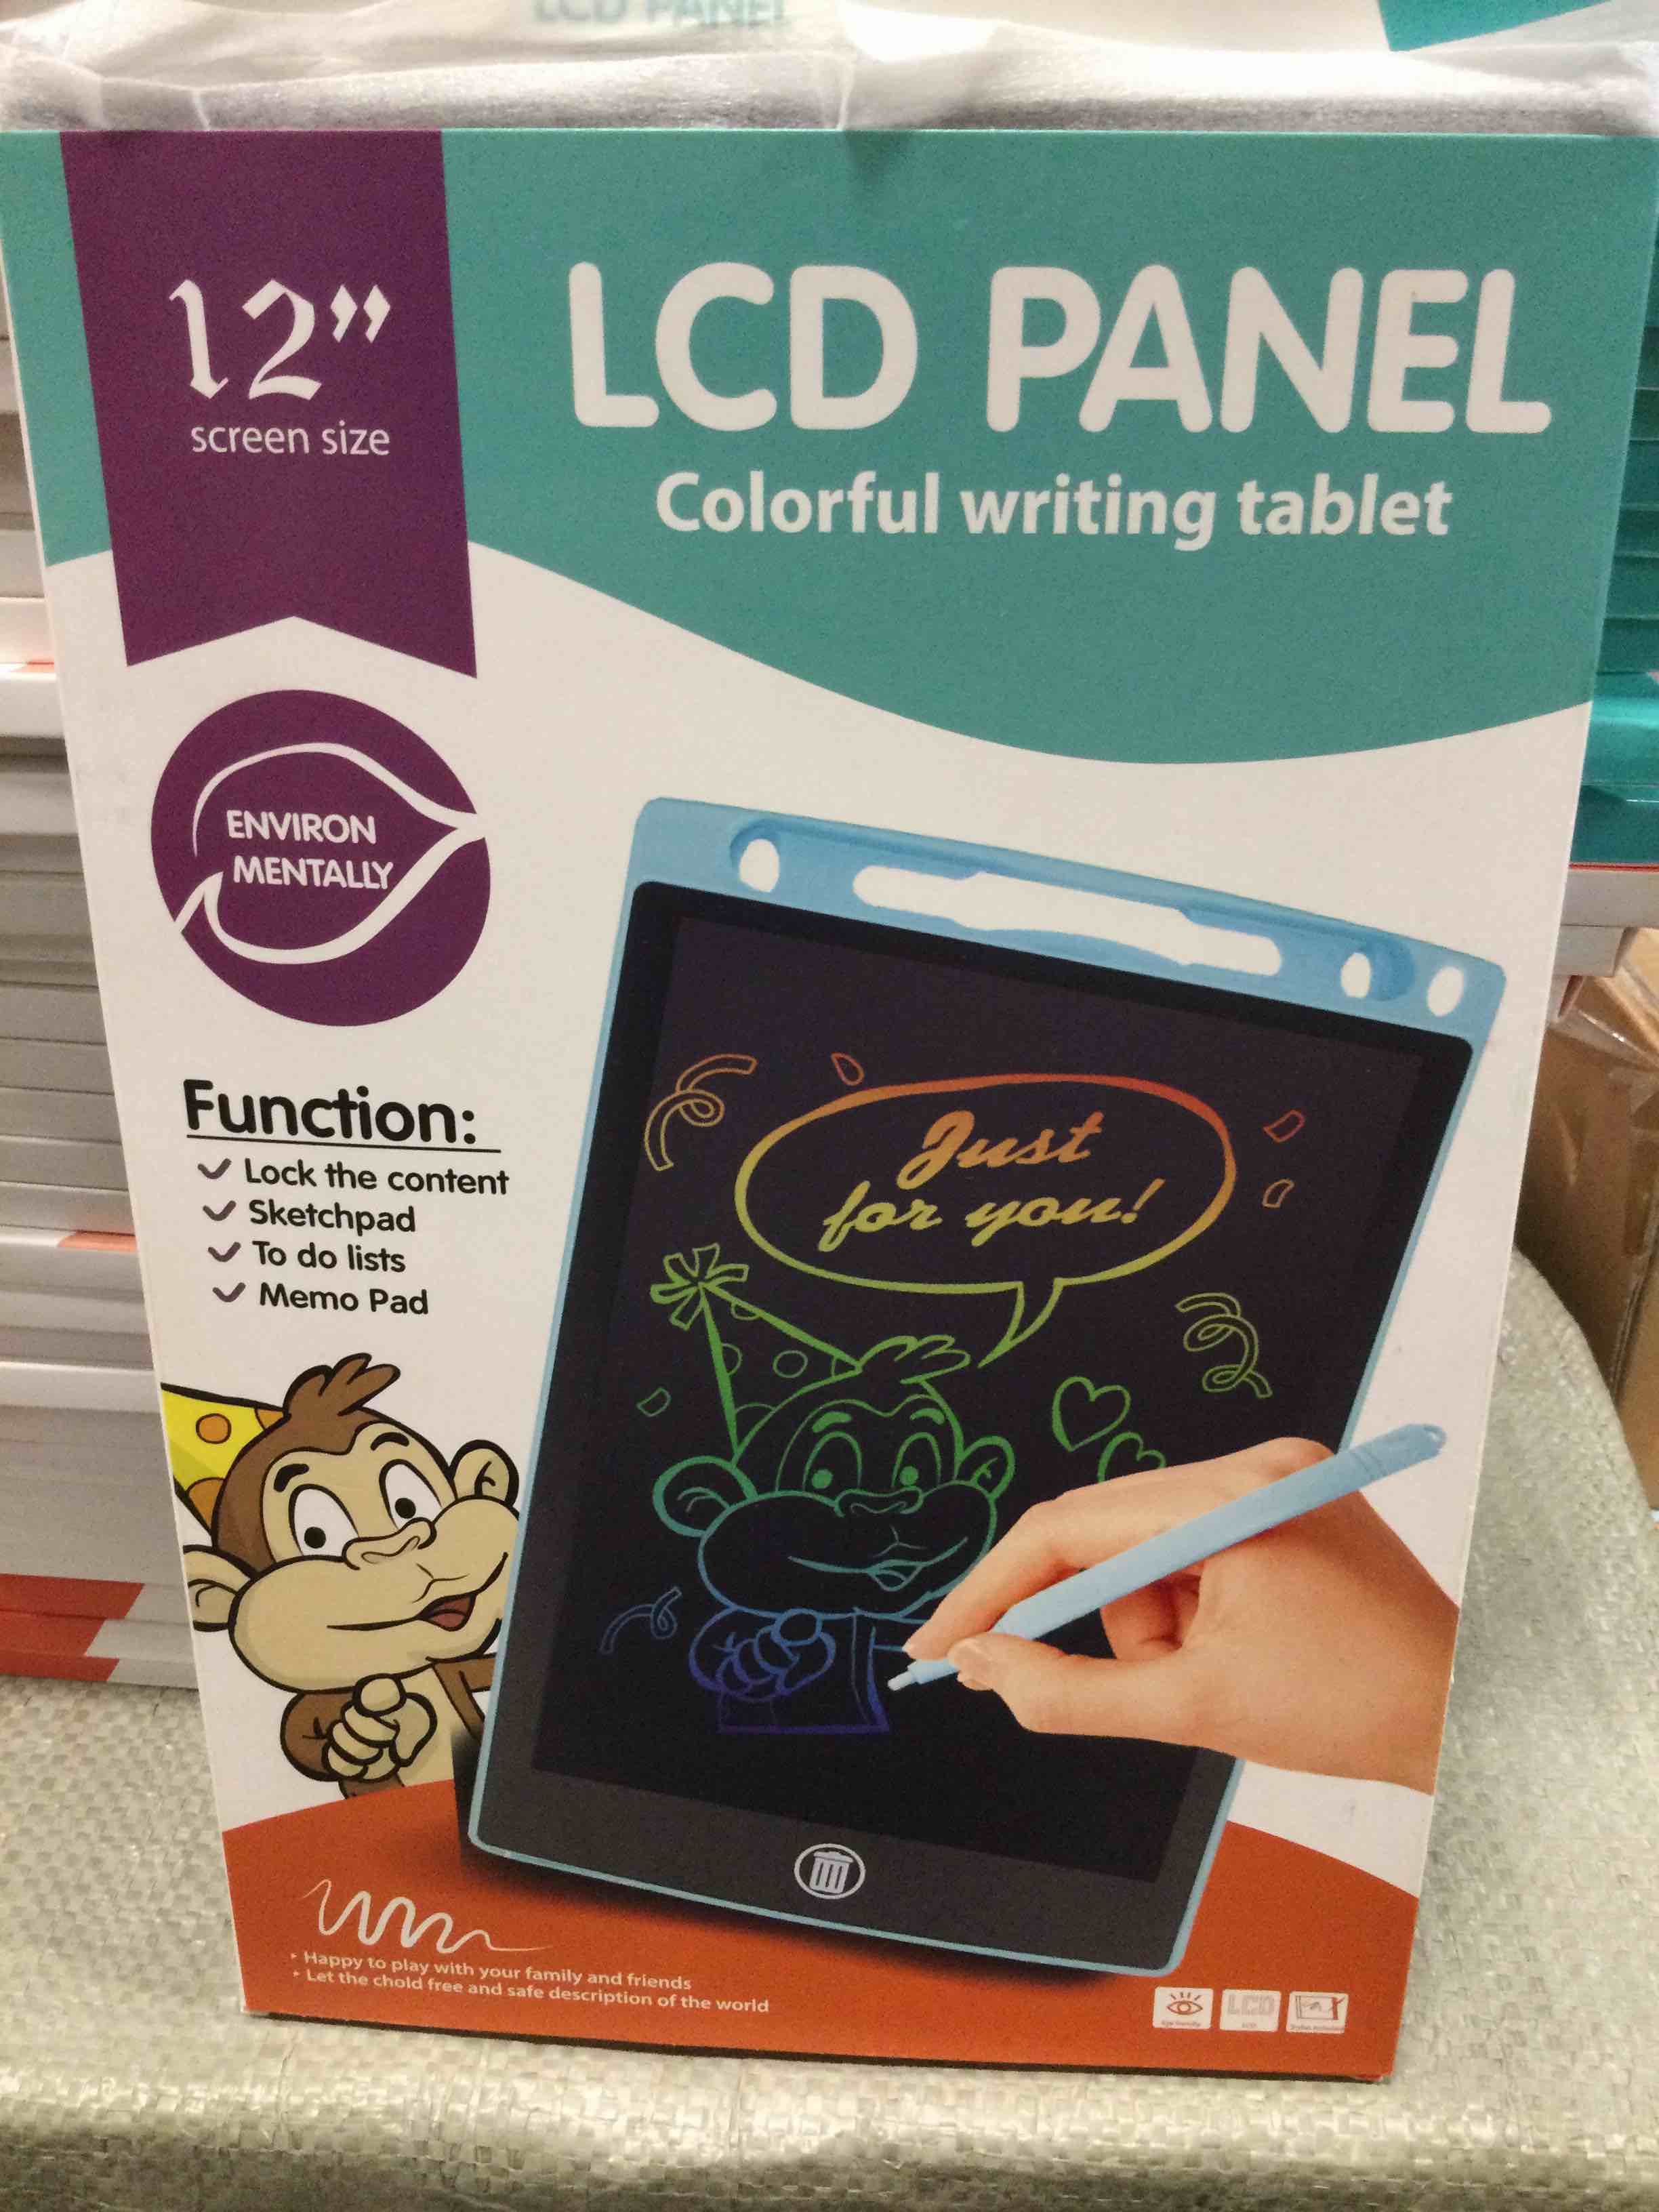 LCD PANEL
12”
screen size
LCD PANEL
Colorful writing tablet
ENVIRON
MENTALLY
Function:
Lock the content
Sketchpad
To do lists
Memo Pad
Just
for you!
Happy to play with your family and friends
Let the chold free and safe description of the world
LCD